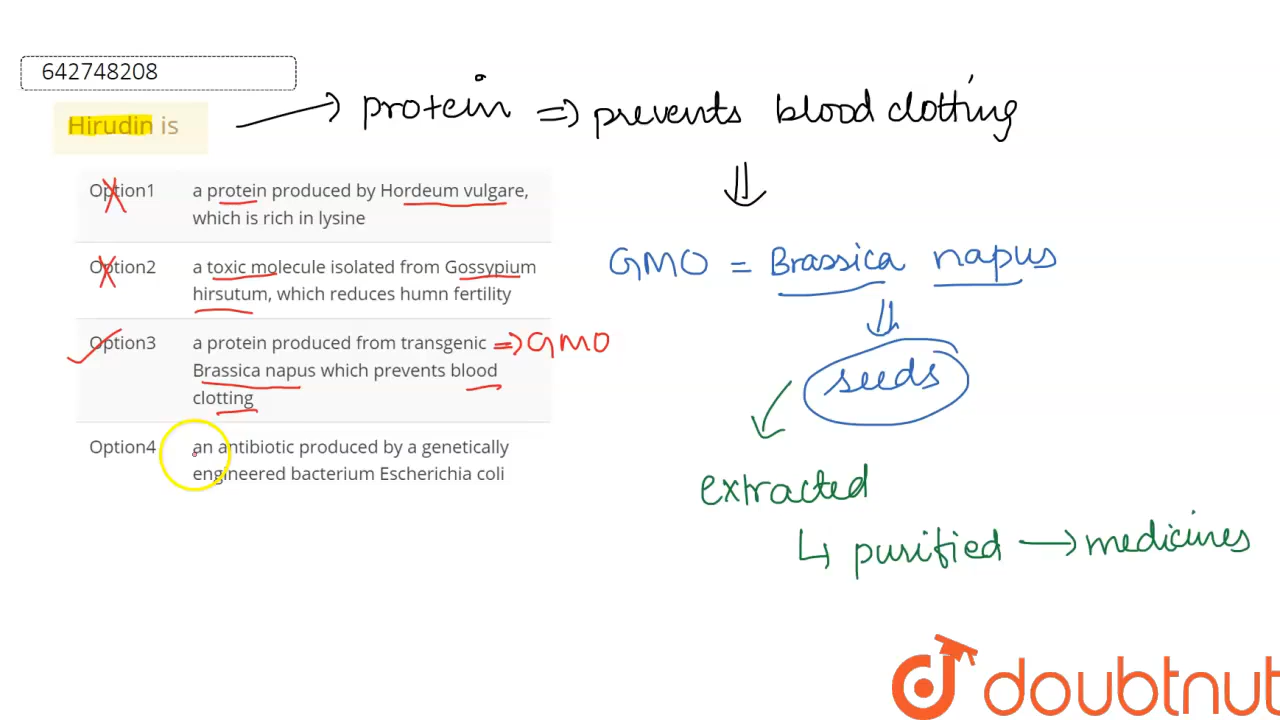 642748208
Hirudin is
→ protein ⇒ prevents blood clotting
⇓
Option1 a protein produced by Hordeum vulgare,
which is rich in lysine
GMO = Brassica napus
Option2 a toxic molecule isolated from Gossypium
hirsutum, which reduces humn fertility
⇓
Option3 a protein produced from transgenic ⇒ GMO
Brassica napus which prevents blood
clotting
seeds
Option4 an antibiotic produced by a genetically
engineered bacterium Escherichia coli
extracted
↳ purified → medicines
doubtnut